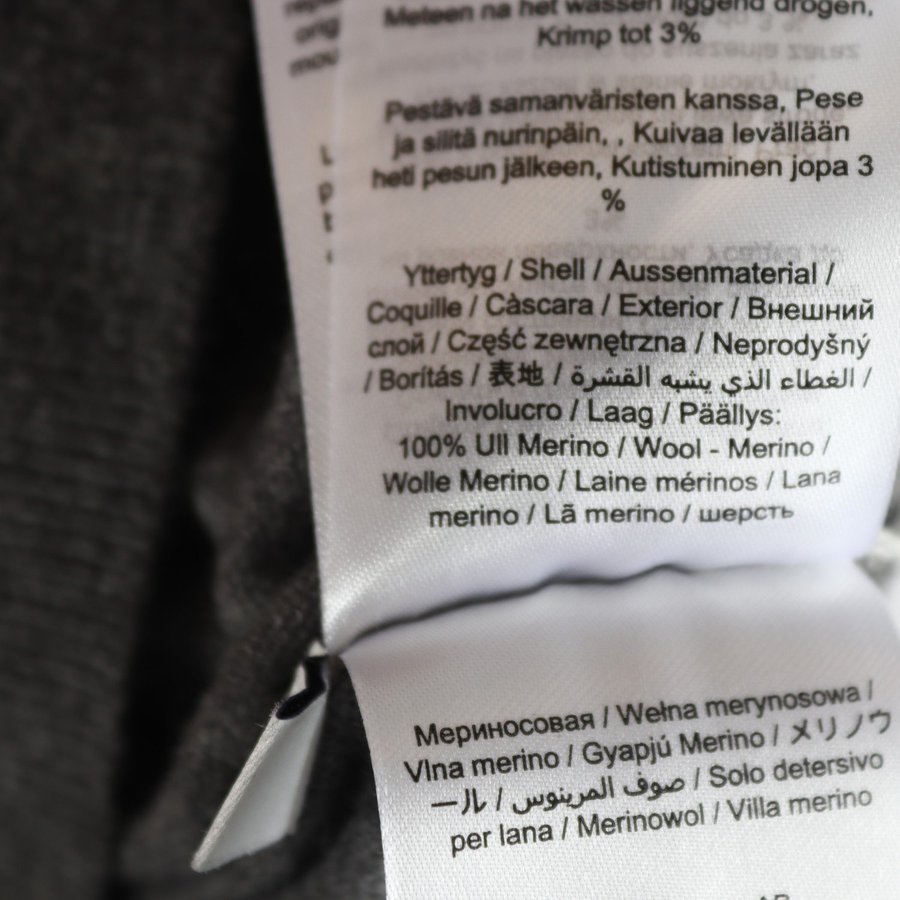 Meteen na het wassen liggend drogen,
Krimp tot 3%
Pestävä samanväristen kanssa, Pese
ja silitä nurinpäin, , Kuivaa levällään
heti pesun jälkeen, Kutistuminen jopa 3
%
Yttertyg / Shell / Aussenmaterial /
Coquille / Càscara / Exterior / Внешний
слой / Część zewnętrzna / Neprodyšný
/ Borítás / 表地 / الغطاء الذي يشبه القشرة /
Involucro / Laag / Päällys:
100% Ull Merino / Wool - Merino /
Wolle Merino / Laine mérinos / Lana
merino / Lã merino / шерсть
Мериносовая / Wełna merynosowa /
Vlna merino / Gyapjú Merino / メリノウ
ール / صوف المرينوس / Solo detersivo
per lana / Merinowol / Villa merino